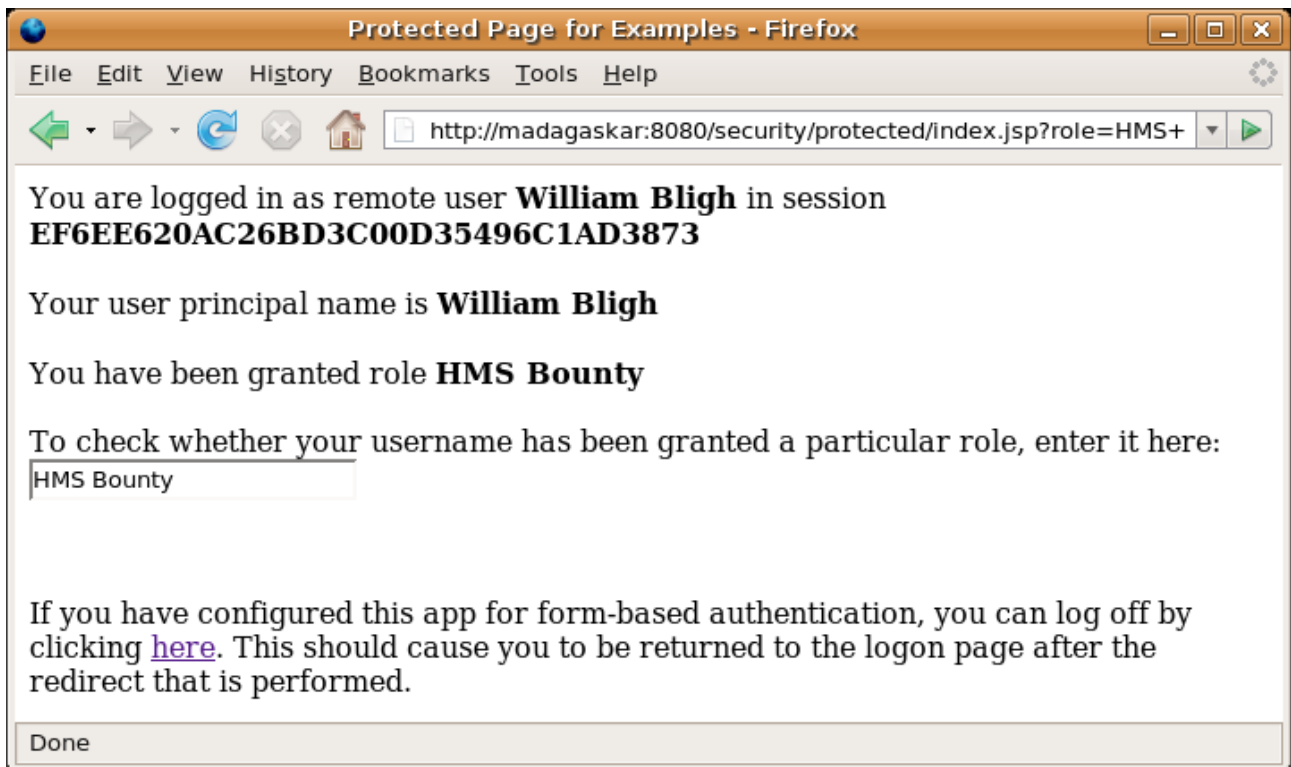 Protected Page for Examples - Firefox
File Edit View History Bookmarks Tools Help
http://madagaskar:8080/security/protected/index.jsp?role=HMS+
You are logged in as remote user William Bligh in session
EF6EE620AC26BD3C00D35496C1AD3873
Your user principal name is William Bligh
You have been granted role HMS Bounty
To check whether your username has been granted a particular role, enter it here:
HMS Bounty
If you have configured this app for form-based authentication, you can log off by
clicking here. This should cause you to be returned to the logon page after the
redirect that is performed.
Done